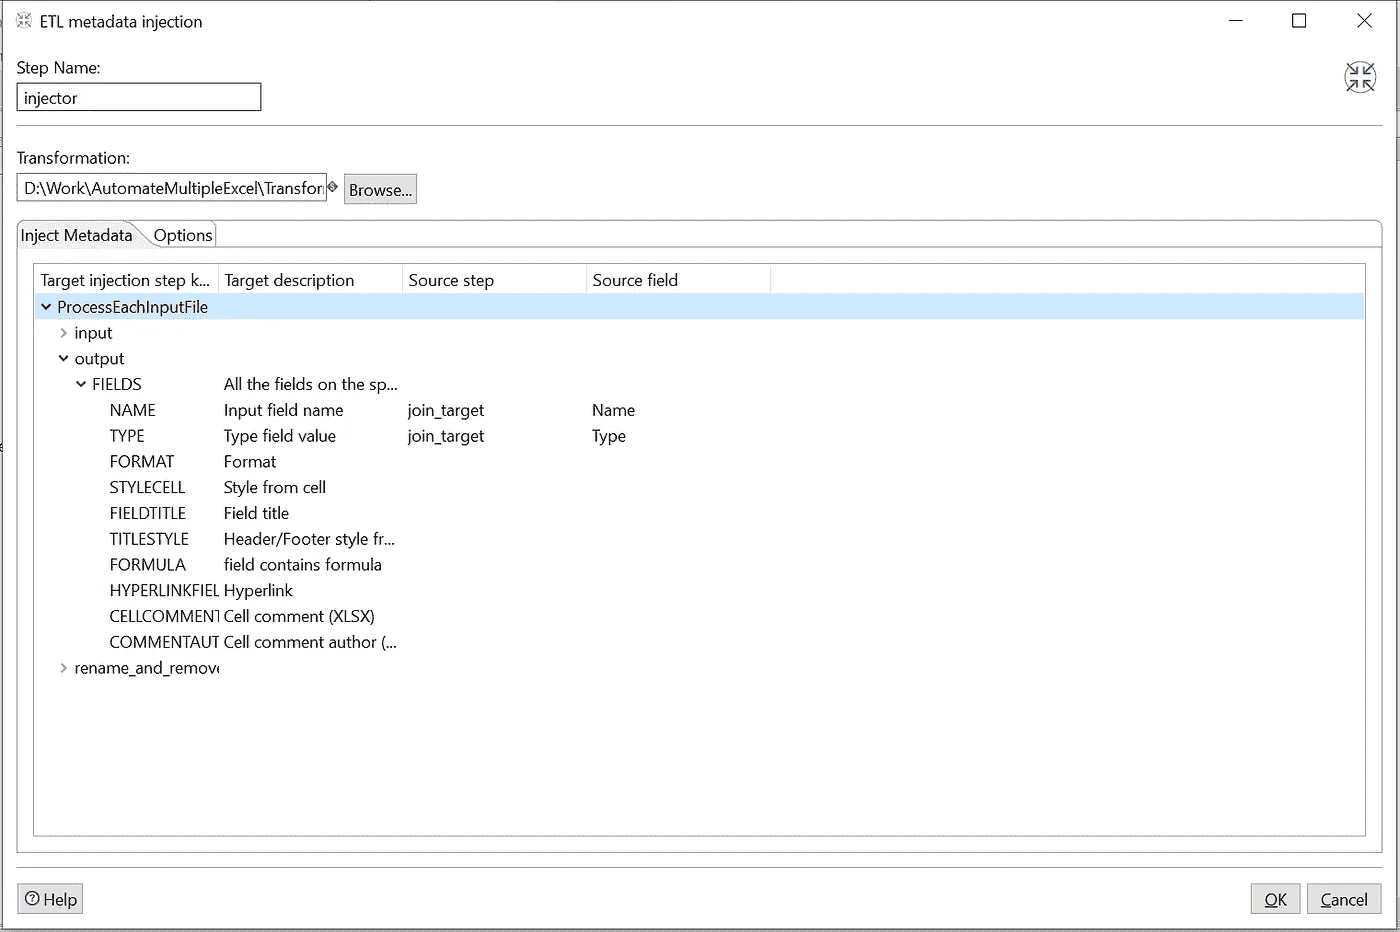 ETL metadata injection
Step Name:
injector
Transformation:
D:\Work\AutomateMultipleExcel\Transfor
Browse...
Inject Metadata Options
Target injection step k... Target description Source step Source field
ProcessEachInputFile
input
output
FIELDS All the fields on the sp...
NAME Input field name join_target Name
TYPE Type field value join_target Type
FORMAT Format
STYLECELL Style from cell
FIELDTITLE Field title
TITLESTYLE Header/Footer style fr...
FORMULA field contains formula
HYPERLINKFIEL Hyperlink
CELLCOMMENT Cell comment (XLSX)
COMMENTAUT Cell comment author (...
rename_and_remove
Help OK Cancel